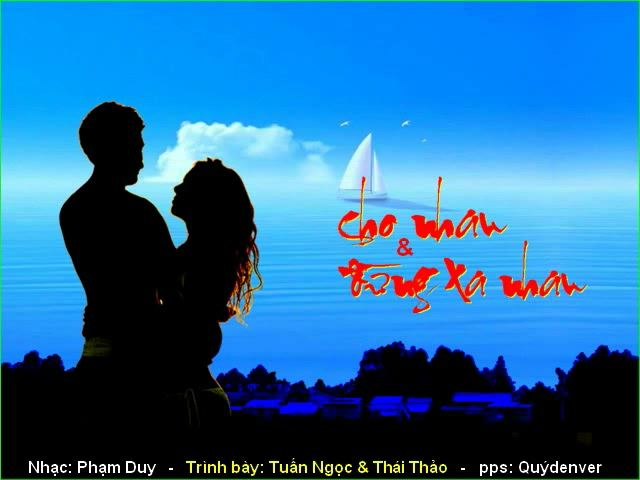 cho nhau
&
đừng xa nhau
Nhạc: Phạm Duy - Trình bày: Tuấn Ngọc & Thái Thảo - pps: Quýdenver